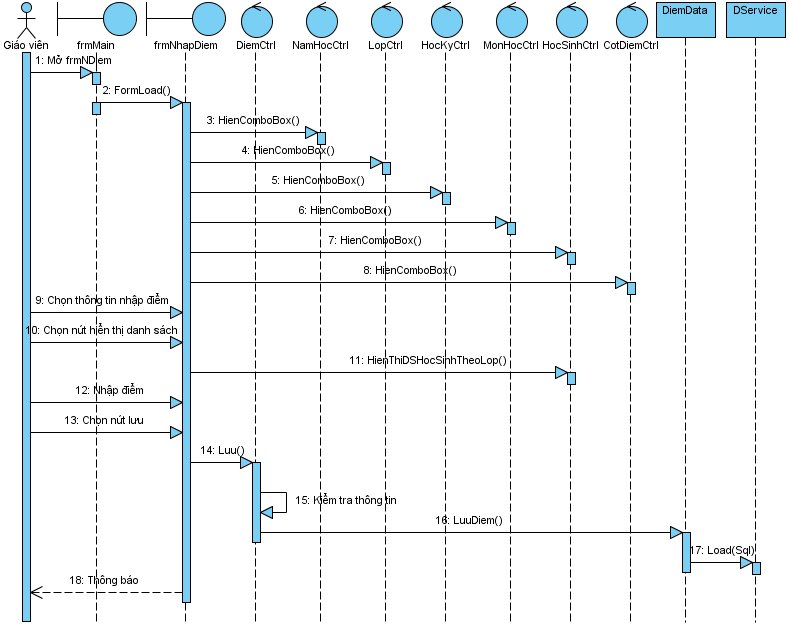 DiemData
DService
Giáo viên
frmMain
frmNhapDiem
DiemCtrl
NamHocCtrl
LopCtrl
HocKyCtrl
MonHocCtrl
HocSinhCtrl
CotDiemCtrl
1: Mở frmNDiem
2: FormLoad()
3: HienComboBox()
4: HienComboBox()
5: HienComboBox()
6: HienComboBox()
7: HienComboBox()
8: HienComboBox()
9: Chọn thông tin nhập điểm
10: Chọn nút hiển thị danh sách
11: HienThiDSHocSinhTheoLop()
12: Nhập điểm
13: Chọn nút lưu
14: Luu()
15: Kiểm tra thông tin
16: LuuDiem()
17: Load(Sql)
18: Thông báo